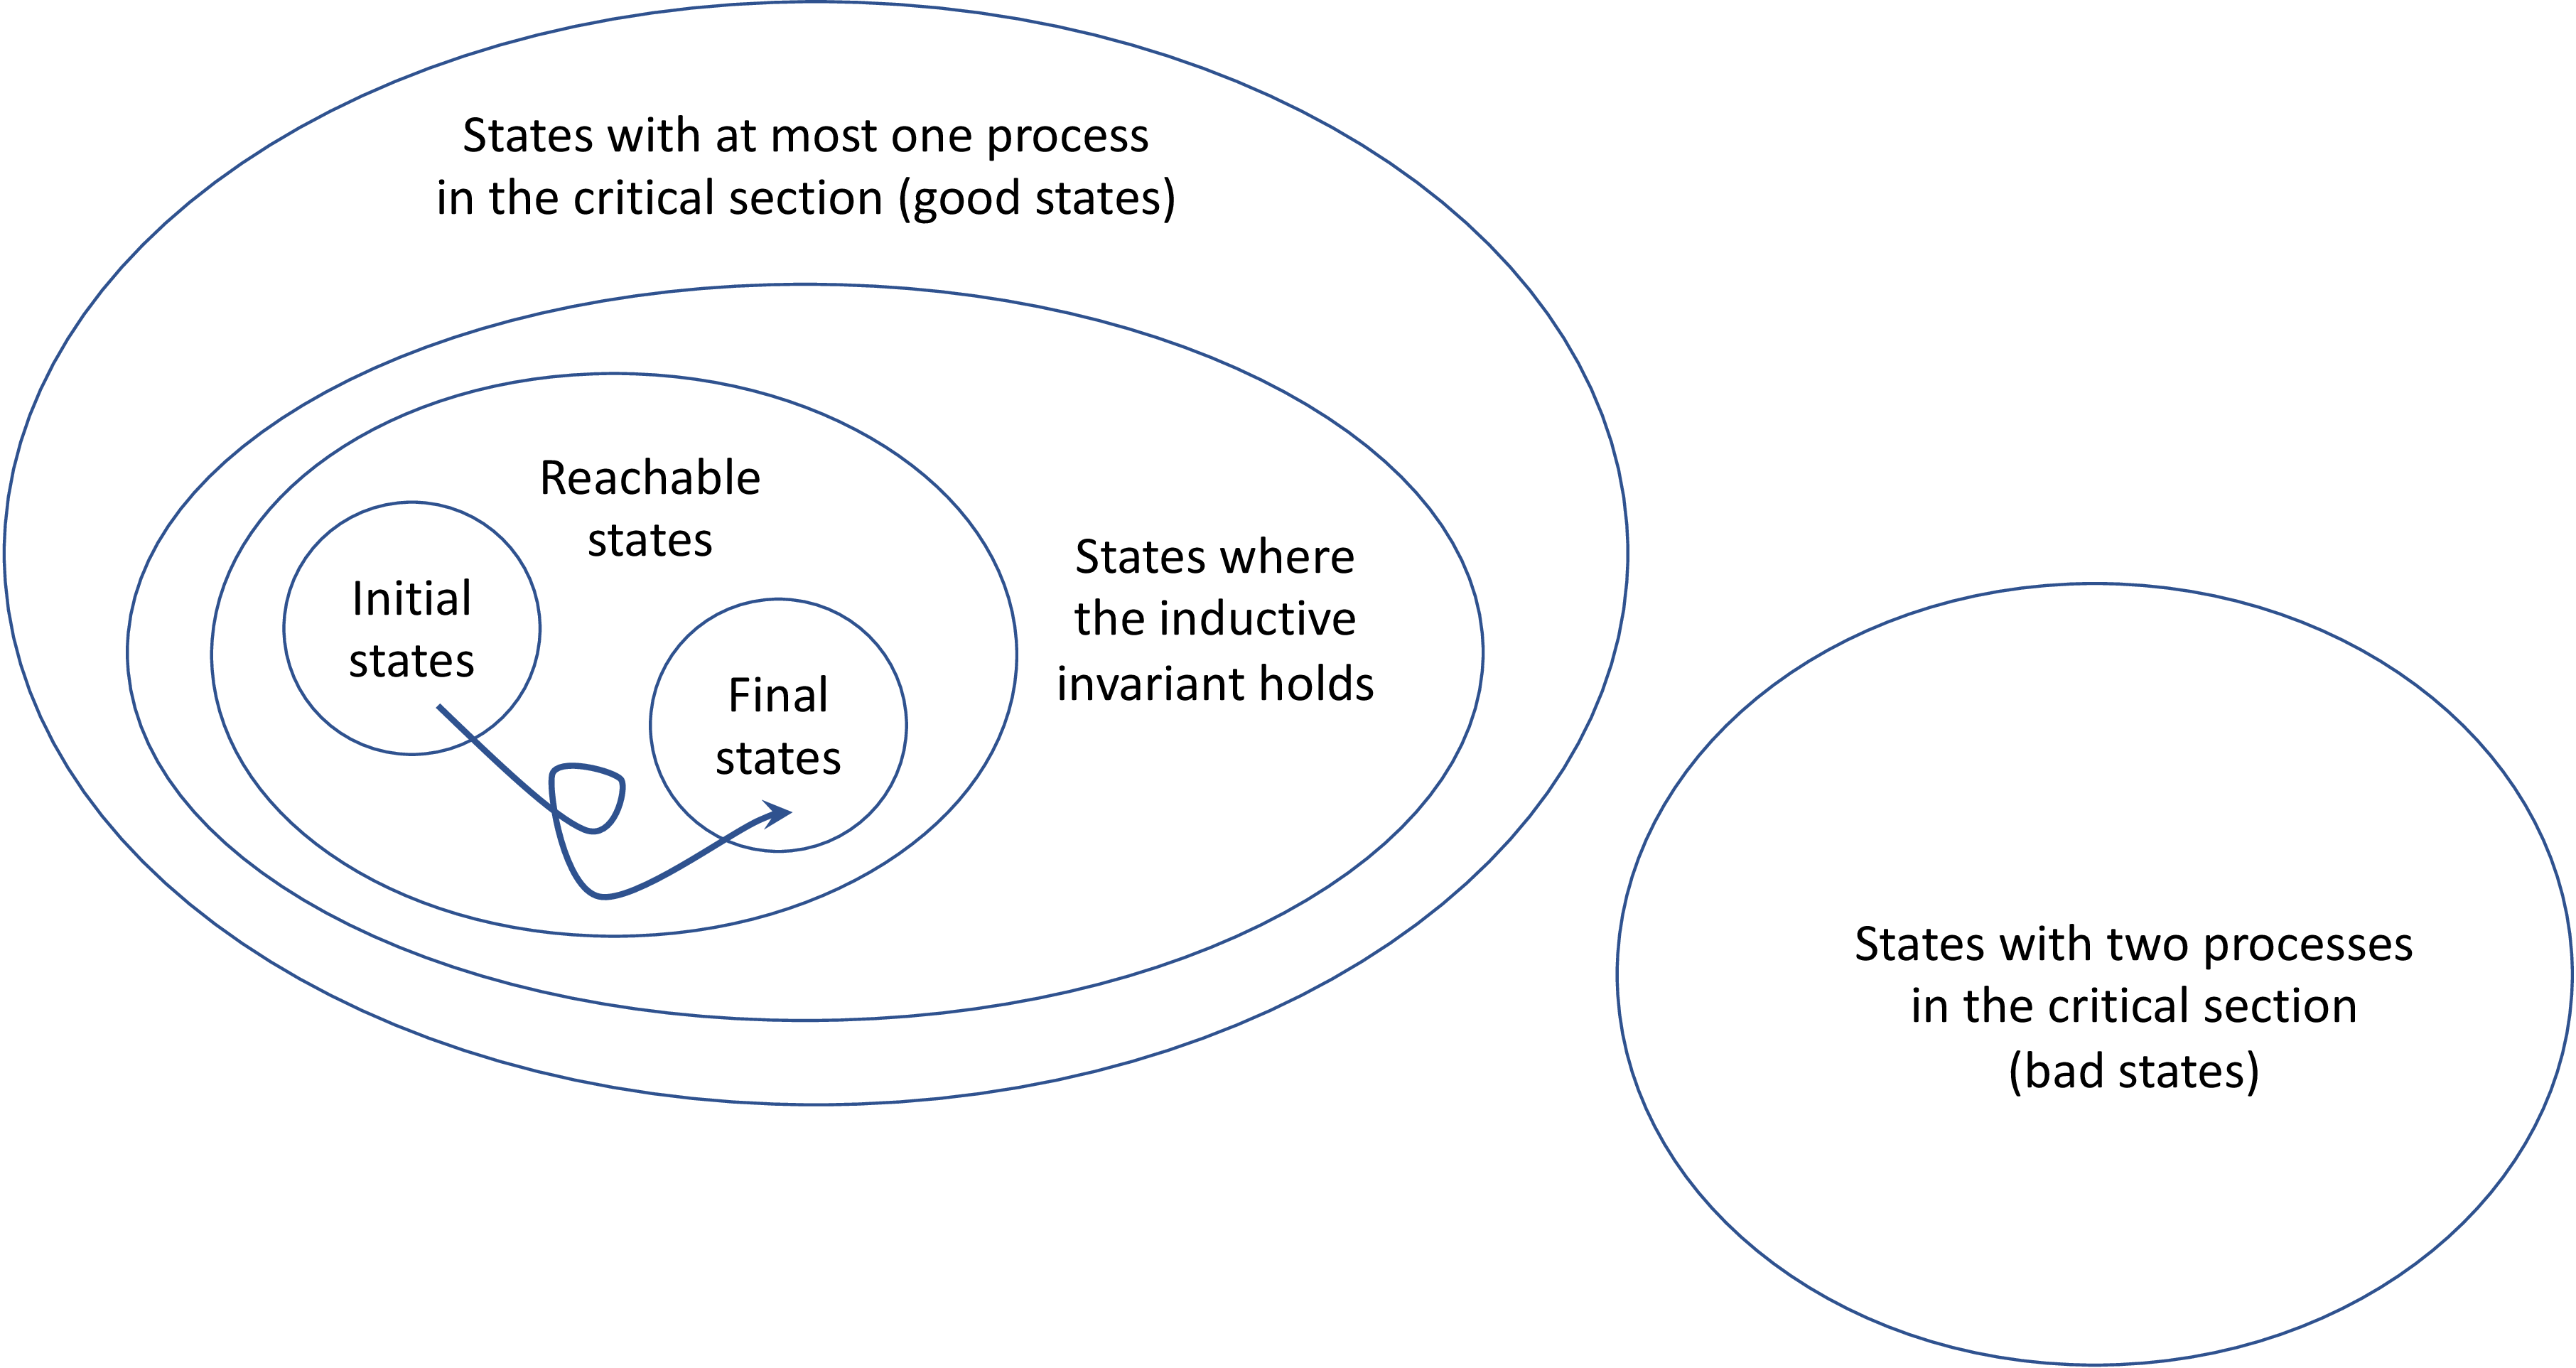 States with at most one process
in the critical section (good states)
Reachable
states
Initial
states
Final
states
States where
the inductive
invariant holds
States with two processes
in the critical section
(bad states)